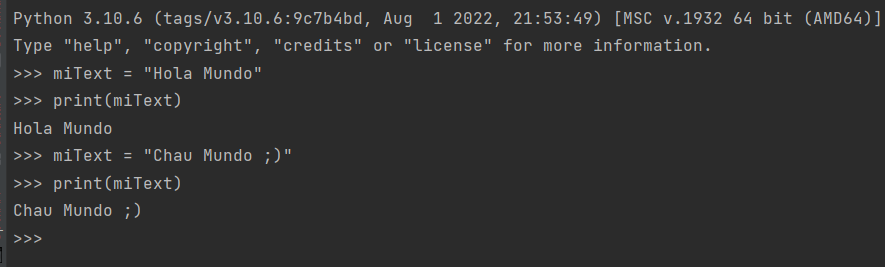 Python 3.10.6 (tags/v3.10.6:9c7b4bd, Aug  1 2022, 21:53:49) [MSC v.1932 64 bit (AMD64)]
Type "help", "copyright", "credits" or "license" for more information.
>>> miText = "Hola Mundo"
>>> print(miText)
Hola Mundo
>>> miText = "Chau Mundo ;)"
>>> print(miText)
Chau Mundo ;)
>>>